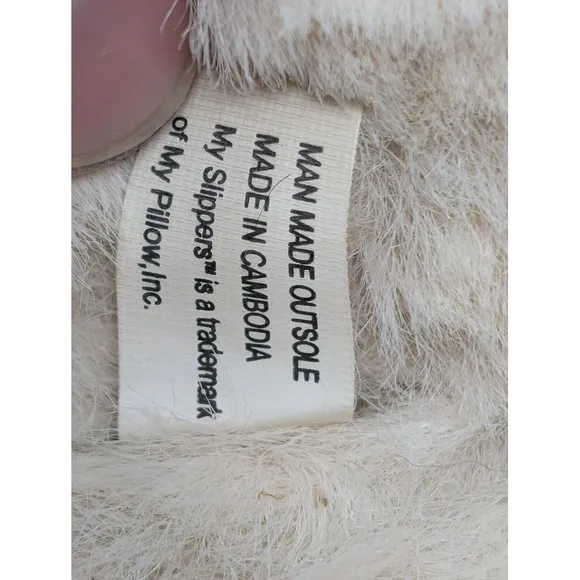 MAN MADE OUTSOLE
MADE IN CAMBODIA
My Slippers™ is a trademark
of My Pillow,Inc.